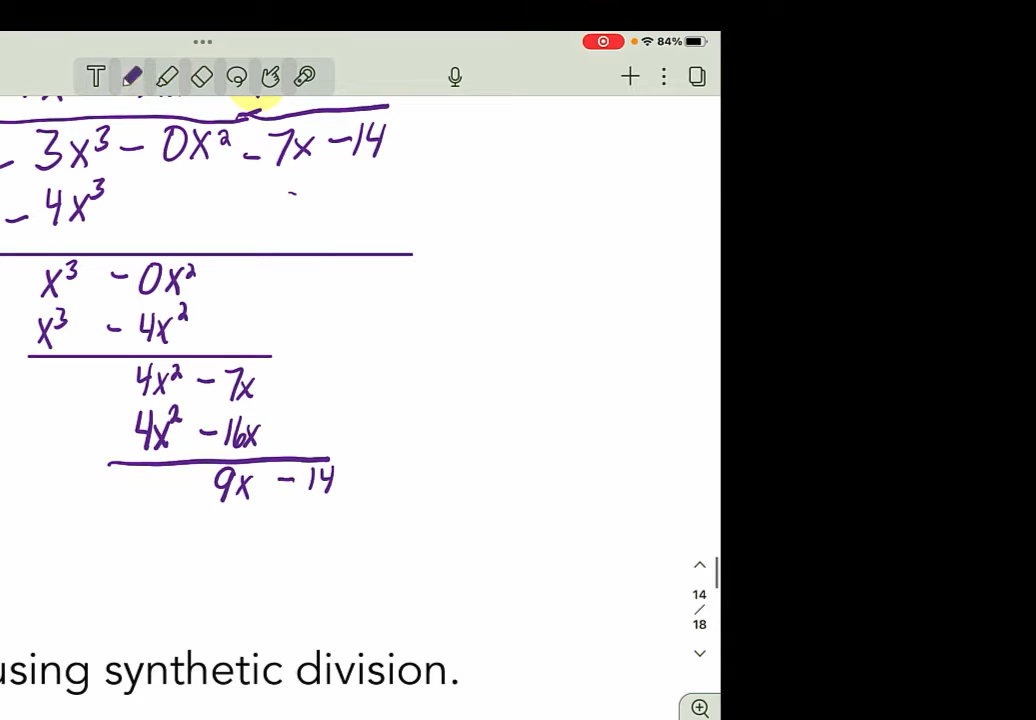 84%
T
- 3x³ - 0x² - 7x - 14
- 4x³
x³ - 0x²
x³ - 4x²
4x² - 7x
4x² - 16x
9x - 14
14
/
18
using synthetic division.